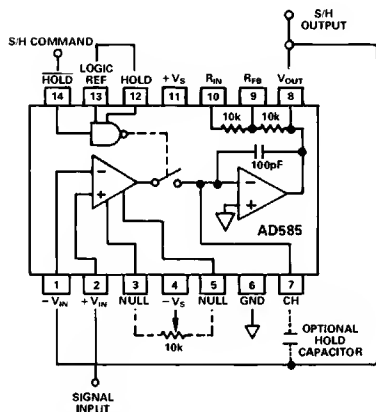 S/H
OUTPUT
S/H COMMAND
HOLD
LOGIC
REF
HOLD
+VS
RIN
RFB
VOUT
14
13
12
11
10
9
8
10k
10k
100pF
AD585
1
2
3
4
5
6
7
-VIN
+VIN
NULL
-VS
NULL
GND
CH
10k
OPTIONAL
HOLD
CAPACITOR
SIGNAL
INPUT